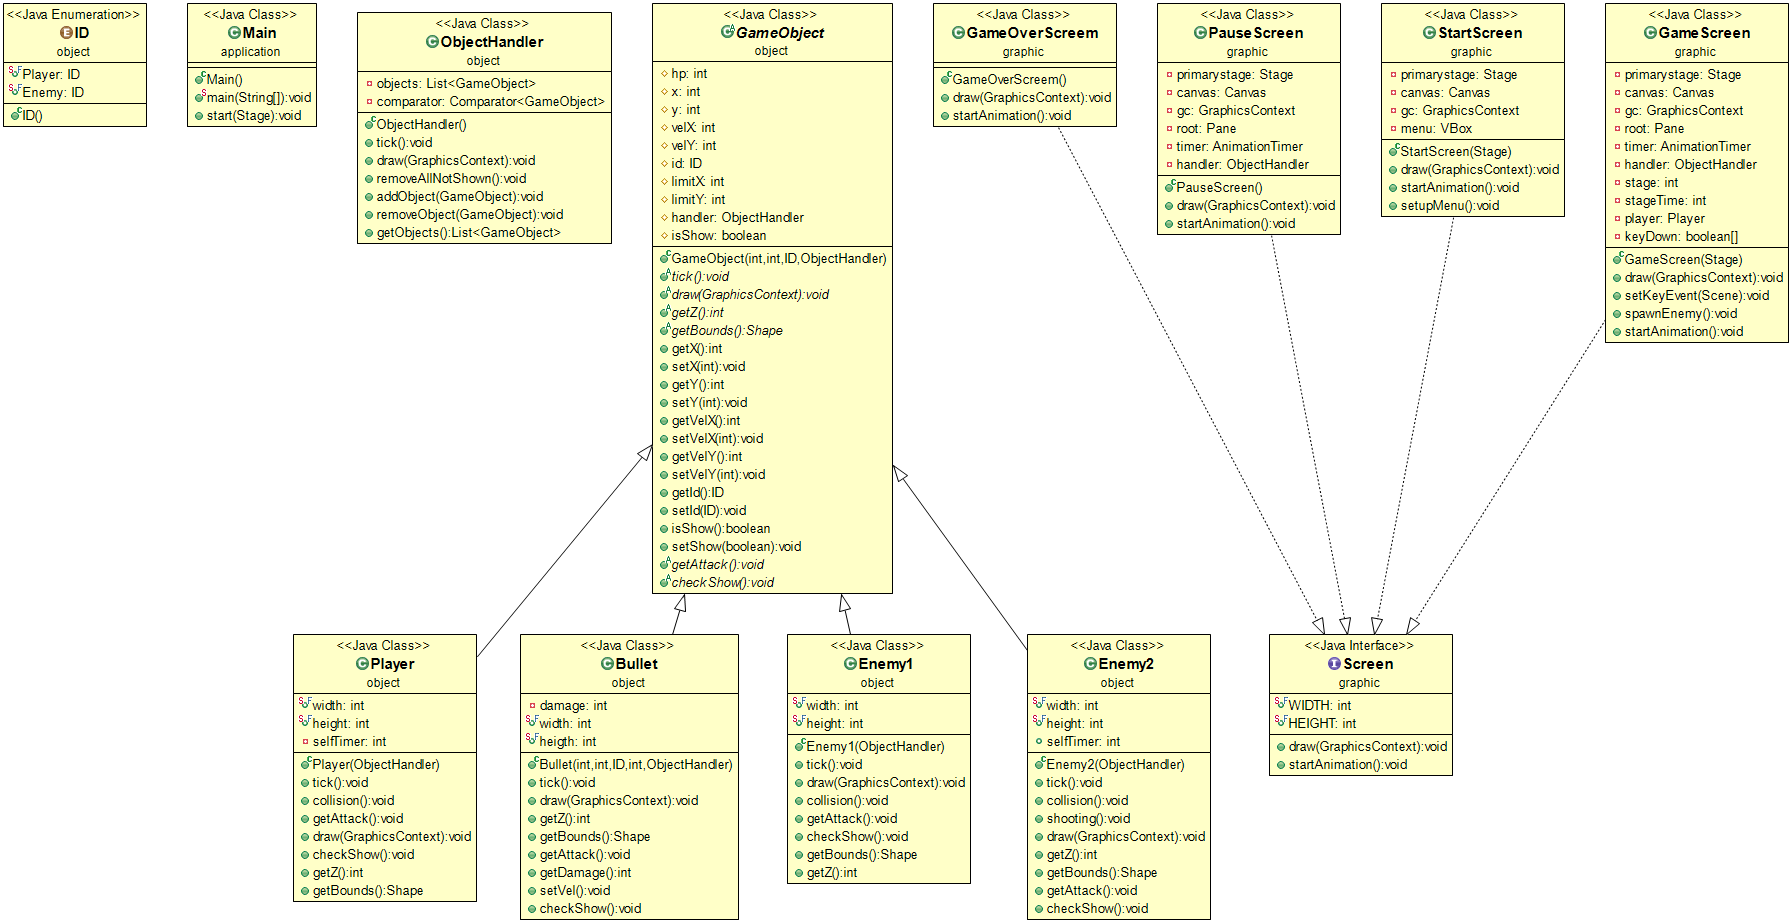 <<Java Enumeration>>
ID
object
Player: ID
Enemy: ID
ID()
<<Java Class>>
Main
application
Main()
main(String[]):void
start(Stage):void
<<Java Class>>
ObjectHandler
object
objects: List<GameObject>
comparator: Comparator<GameObject>
ObjectHandler()
tick():void
draw(GraphicsContext):void
removeAllNotShown():void
addObject(GameObject):void
removeObject(GameObject):void
getObjects():List<GameObject>
<<Java Class>>
GameObject
object
hp: int
x: int
y: int
velX: int
velY: int
id: ID
limitX: int
limitY: int
handler: ObjectHandler
isShow: boolean
GameObject(int,int,ID,ObjectHandler)
tick():void
draw(GraphicsContext):void
getZ():int
getBounds():Shape
getX():int
setX(int):void
getY():int
setY(int):void
getVelX():int
setVelX(int):void
getVelY():int
setVelY(int):void
getId():ID
setId(ID):void
isShow():boolean
setShow(boolean):void
getAttack():void
checkShow():void
<<Java Class>>
GameOverScreem
graphic
GameOverScreem()
draw(GraphicsContext):void
startAnimation():void
<<Java Class>>
PauseScreen
graphic
primarystage: Stage
canvas: Canvas
gc: GraphicsContext
root: Pane
timer: AnimationTimer
handler: ObjectHandler
PauseScreen()
draw(GraphicsContext):void
startAnimation():void
<<Java Class>>
StartScreen
graphic
primarystage: Stage
canvas: Canvas
gc: GraphicsContext
menu: VBox
StartScreen(Stage)
draw(GraphicsContext):void
startAnimation():void
setupMenu():void
<<Java Class>>
GameScreen
graphic
primarystage: Stage
canvas: Canvas
gc: GraphicsContext
root: Pane
timer: AnimationTimer
handler: ObjectHandler
stage: int
stageTime: int
player: Player
keyDown: boolean[]
GameScreen(Stage)
draw(GraphicsContext):void
setKeyEvent(Scene):void
spawnEnemy():void
startAnimation():void
<<Java Class>>
Player
object
width: int
height: int
selfTimer: int
Player(ObjectHandler)
tick():void
collision():void
getAttack():void
draw(GraphicsContext):void
checkShow():void
getZ():int
getBounds():Shape
<<Java Class>>
Bullet
object
damage: int
width: int
heigth: int
Bullet(int,int,ID,int,ObjectHandler)
tick():void
draw(GraphicsContext):void
getZ():int
getBounds():Shape
getAttack():void
getDamage():int
setVel():void
checkShow():void
<<Java Class>>
Enemy1
object
width: int
height: int
Enemy1(ObjectHandler)
tick():void
draw(GraphicsContext):void
collision():void
getAttack():void
checkShow():void
getBounds():Shape
getZ():int
<<Java Class>>
Enemy2
object
width: int
height: int
selfTimer: int
Enemy2(ObjectHandler)
tick():void
collision():void
shooting():void
draw(GraphicsContext):void
getZ():int
getBounds():Shape
getAttack():void
checkShow():void
<<Java Interface>>
Screen
graphic
WIDTH: int
HEIGHT: int
draw(GraphicsContext):void
startAnimation():void